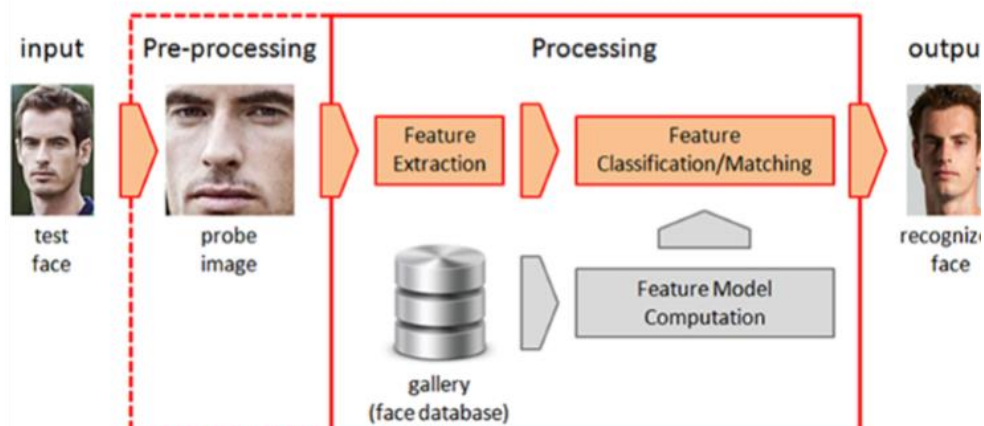 input
Pre-processing
Processing
outpu
Feature
Extraction
Feature
Classification/Matching
test
face
probe
image
recognize
face
Feature Model
Computation
gallery
(face database)